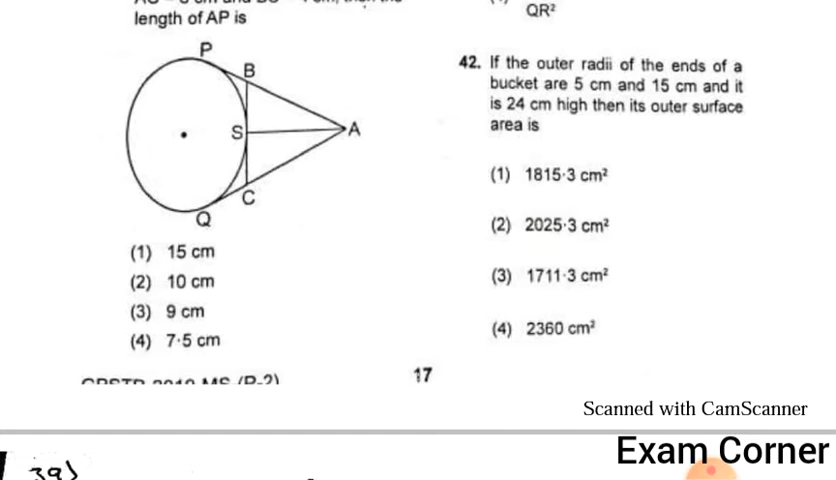 length of AP is
P
B
S
A
C
Q
(1) 15 cm
(2) 10 cm
(3) 9 cm
(4) 7·5 cm
QR²
42. If the outer radii of the ends of a
bucket are 5 cm and 15 cm and it
is 24 cm high then its outer surface
area is
(1) 1815·3 cm²
(2) 2025·3 cm²
(3) 1711·3 cm²
(4) 2360 cm²
17
Scanned with CamScanner
Exam Corner
39)